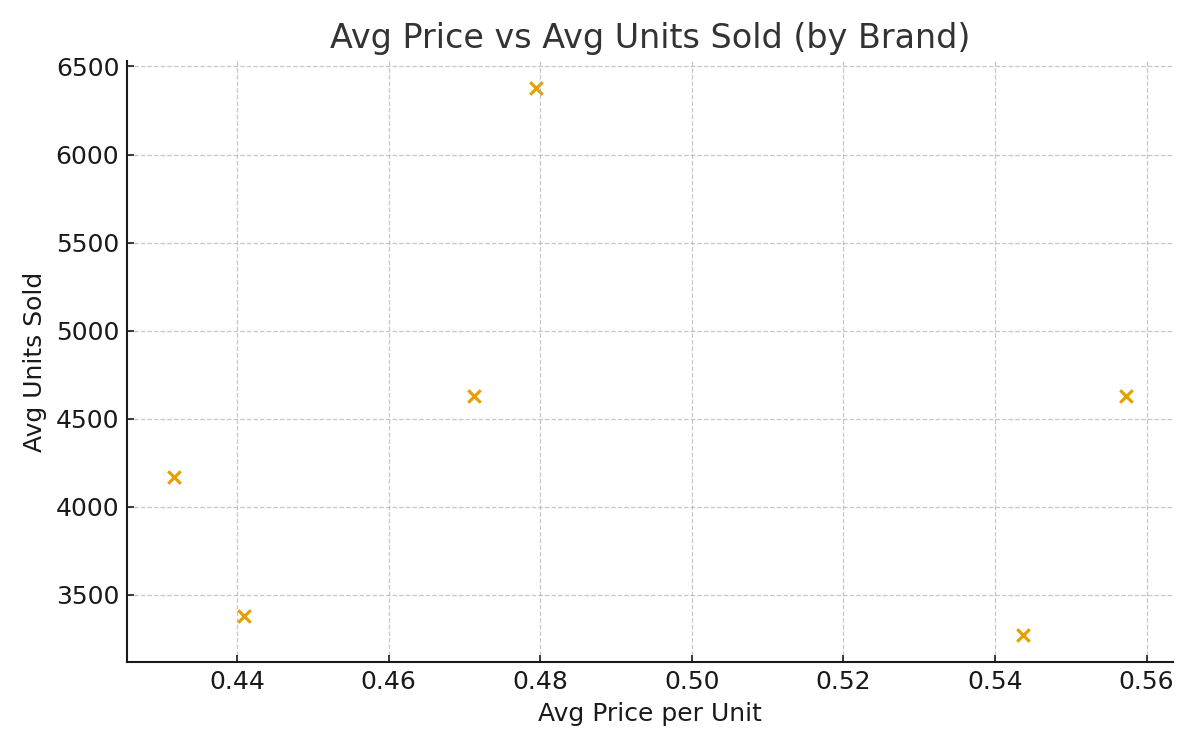 Avg Price vs Avg Units Sold (by Brand)
6500
6000
5500
5000
4500
4000
3500
Avg Units Sold
0.44 0.46 0.48 0.50 0.52 0.54 0.56
Avg Price per Unit